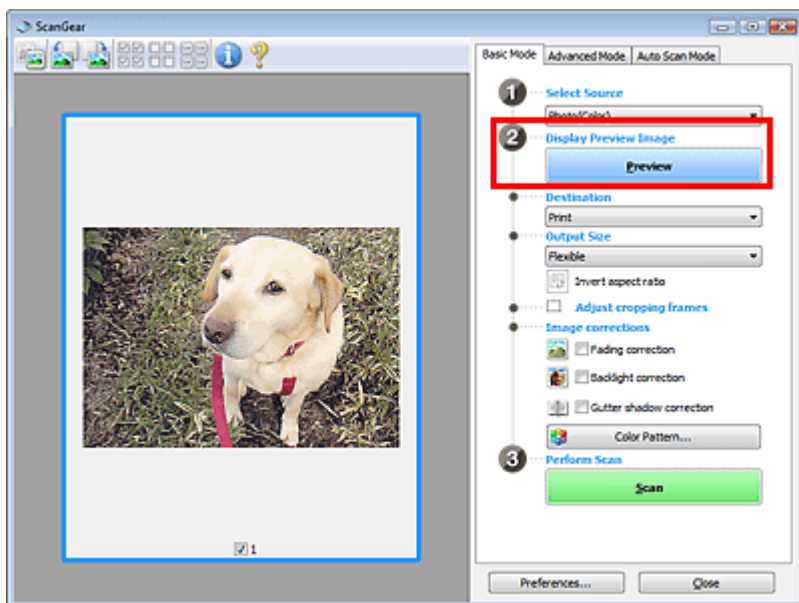 ScanGear
Basic Mode
Advanced Mode
Auto Scan Mode
1
Select Source
Photo(Color)
2
Display Preview Image
Preview
Destination
Print
Output Size
Flexible
Invert aspect ratio
Adjust cropping frames
Image corrections
Fading correction
Backlight correction
Gutter shadow correction
Color Pattern...
3
Perform Scan
Scan
1
Preferences...
Close